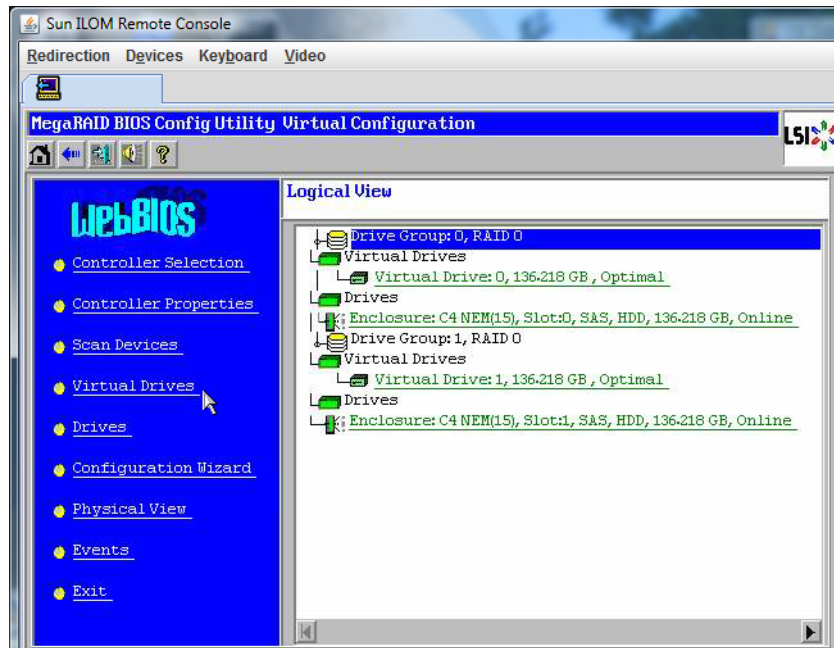 Sun ILOM Remote Console
Redirection Devices Keyboard Video
MegaRAID BIOS Config Utility Virtual Configuration
LSI
WebBIOS
Controller Selection
Controller Properties
Scan Devices
Virtual Drives
Drives
Configuration Wizard
Physical View
Events
Exit
Logical View
Drive Group: 0, RAID 0
Virtual Drives
Virtual Drive: 0, 136.218 GB , Optimal
Drives
Enclosure: C4 NEM(15), Slot:0, SAS, HDD, 136.218 GB, Online
Drive Group: 1, RAID 0
Virtual Drives
Virtual Drive: 1, 136.218 GB , Optimal
Drives
Enclosure: C4 NEM(15), Slot:1, SAS, HDD, 136.218 GB, Online